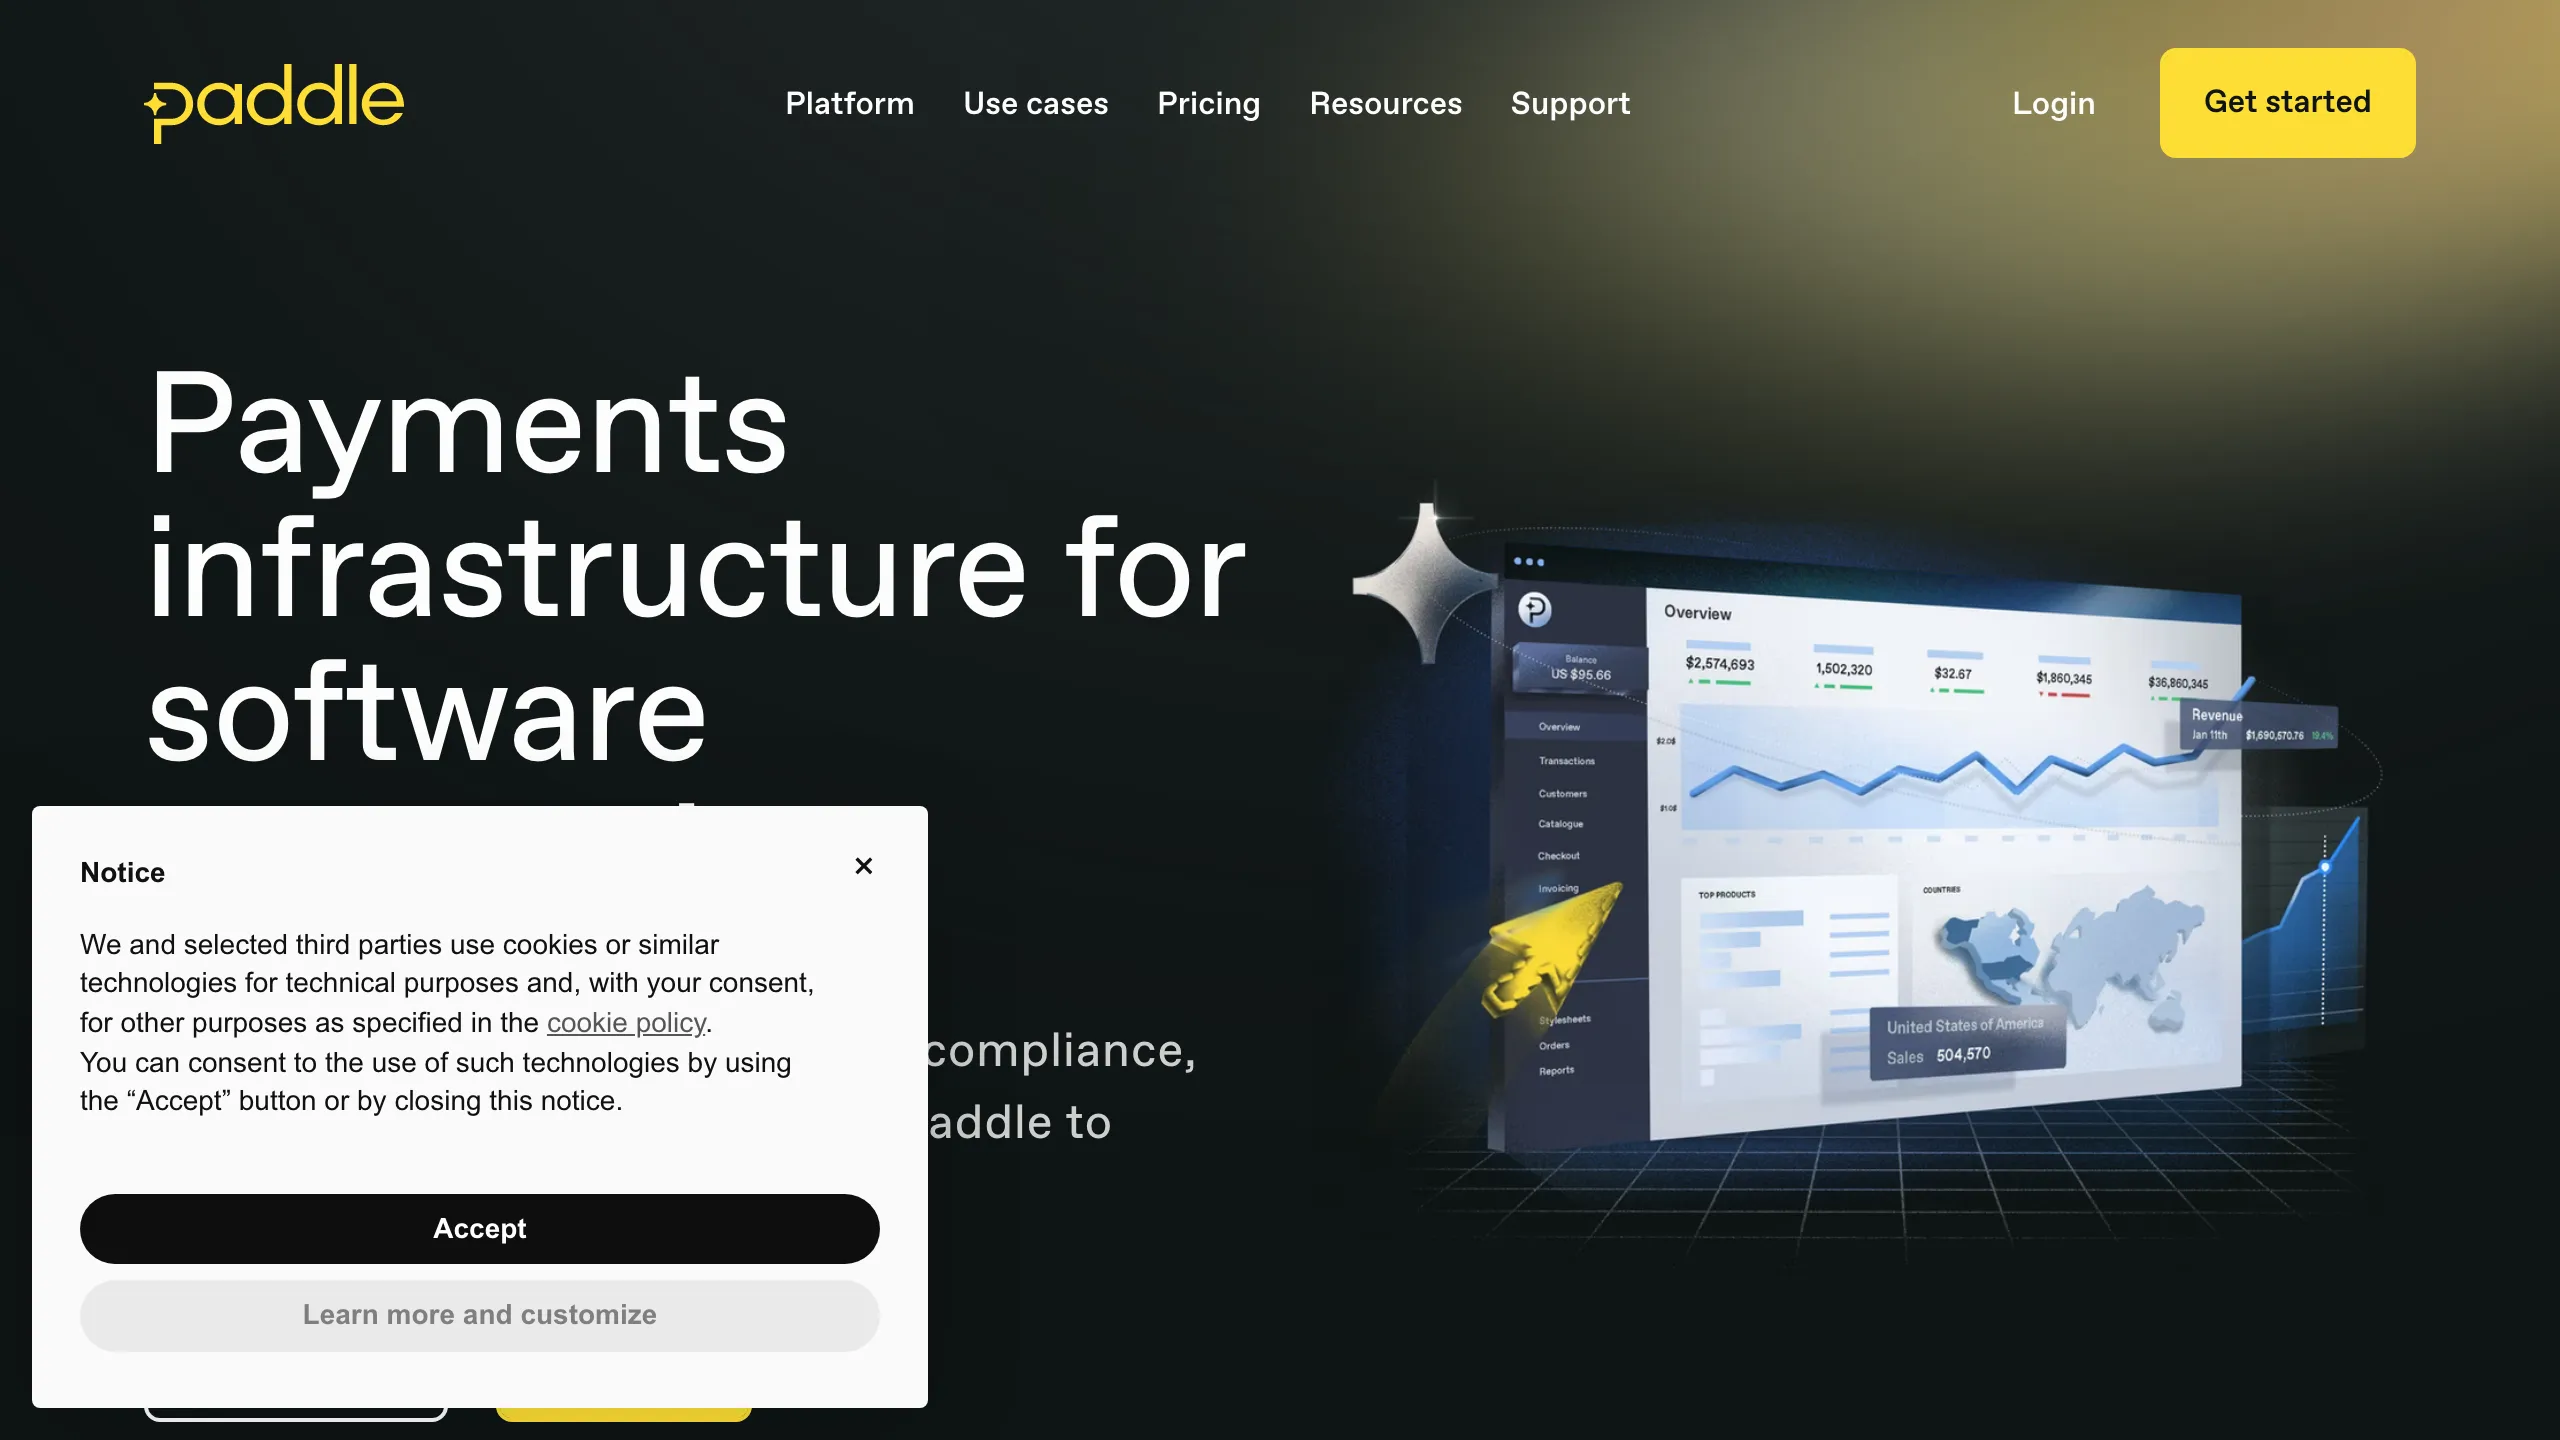 paddle
Platform
Use cases
Pricing
Resources
Support
Login
Get started
Payments
infrastructure for
software
compliance,
addle to
Notice
×
We and selected third parties use cookies or similar
technologies for technical purposes and, with your consent,
for other purposes as specified in the cookie policy.
You can consent to the use of such technologies by using
the “Accept” button or by closing this notice.
Accept
Learn more and customize
Overview
Balance
US $95.66
$2,574,693
1,502,320
$32.67
$1,860,345
$36,860,345
Revenue
Jan 11th $1,690,570.76 19.4%
Overview
Transactions
Customers
Catalogue
Checkout
Invoicing
Stylesheets
Orders
Reports
TOP PRODUCTS
COUNTRIES
United States of America
Sales 504,570